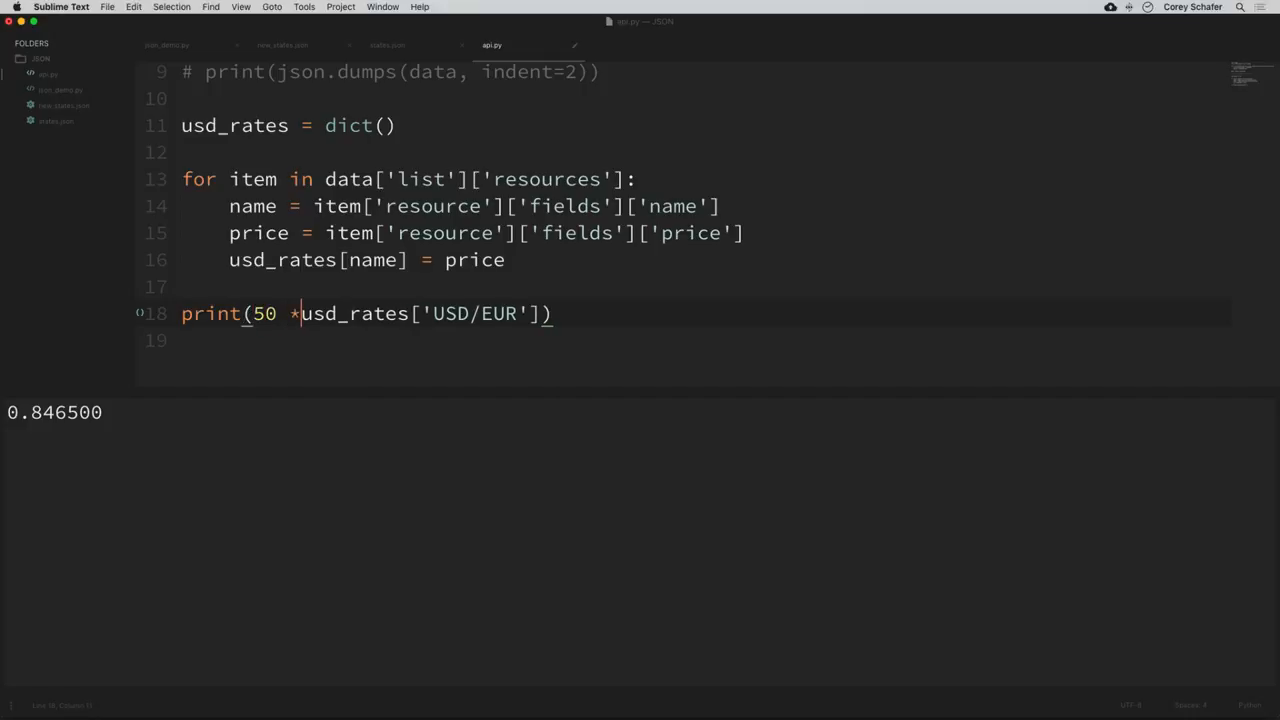 Sublime Text File Edit Selection Find View Goto Tools Project Window Help Corey Schafer
api.py — JSON
FOLDERS
JSON
api.py
json_demo.py
new_states.json
states.json
json_demo.py new_states.json states.json api.py
9 # print(json.dumps(data, indent=2))
10
11 usd_rates = dict()
12
13 for item in data['list']['resources']:
14 name = item['resource']['fields']['name']
15 price = item['resource']['fields']['price']
16 usd_rates[name] = price
17
18 print(50 *usd_rates['USD/EUR'])
19
0.846500
Line 18, Column 11 UTF-8 Spaces: 4 Python